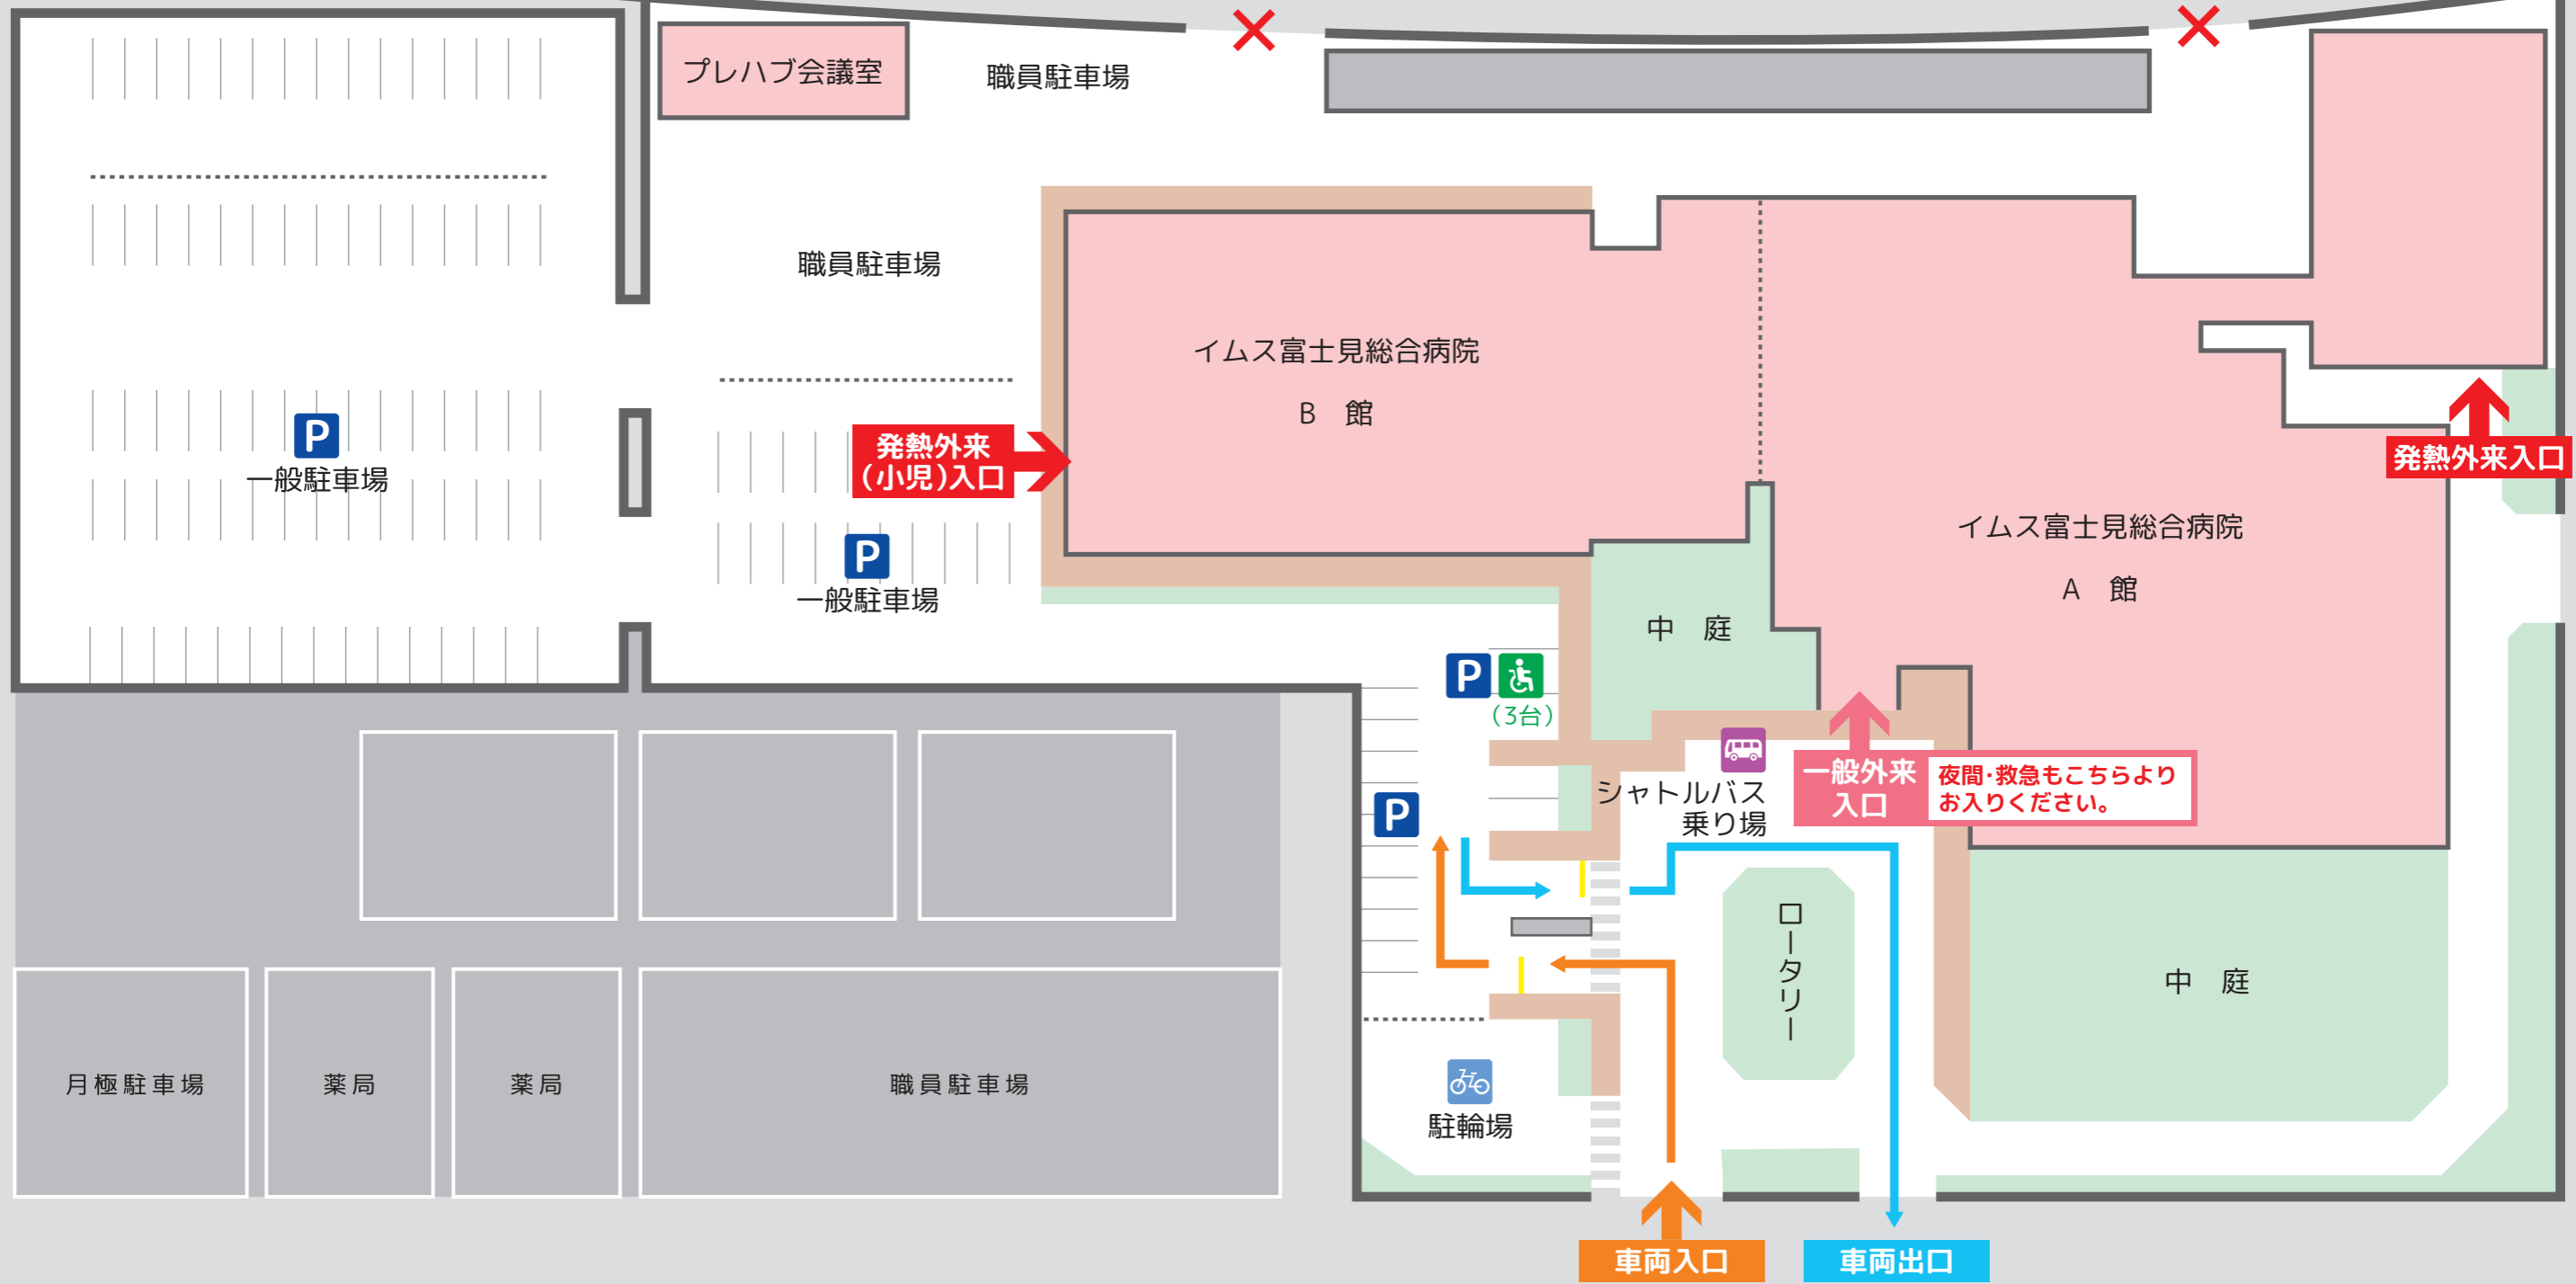 プレハブ会議室
職員駐車場
職員駐車場
イムス富士見総合病院
B 館
P
一般駐車場
発熱外来
(小児)入口
発熱外来入口
P
一般駐車場
イムス富士見総合病院
A 館
中 庭
P
(3台)
シャトルバス
乗り場
一般外来
入口
夜間･救急もこちらより
お入りください。
P
ロータリー
中 庭
駐輪場
月極駐車場
薬局
薬局
職員駐車場
車両入口
車両出口